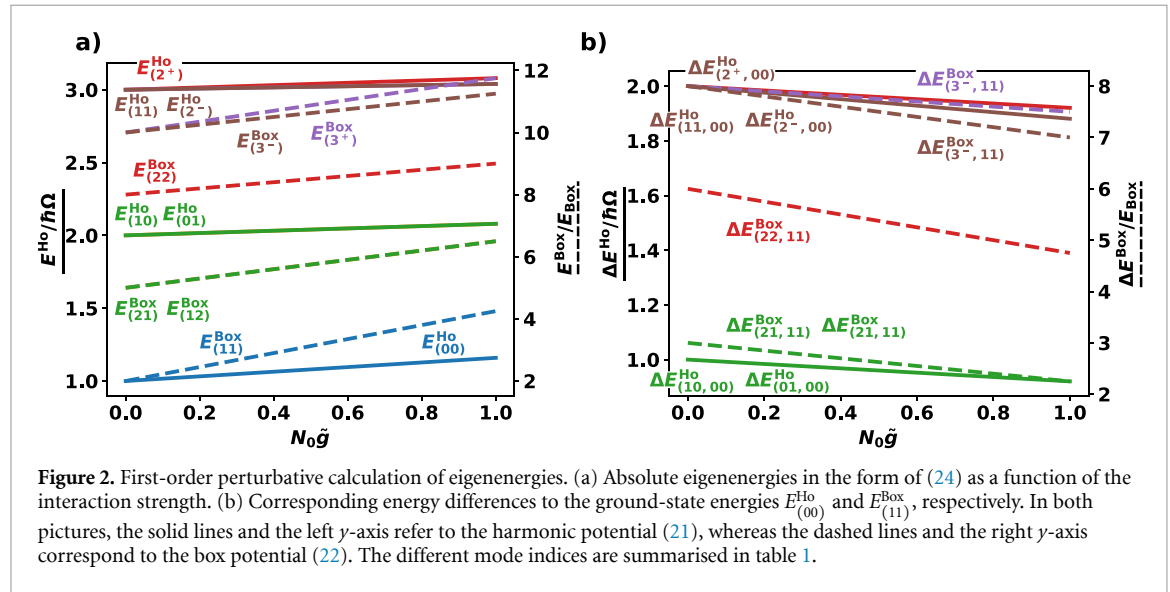 a)
E^Ho_(2+)
E^Ho_(11) E^Ho_(2-)
E^Box_(3-)
E^Box_(3+)
E^Box_(22)
E^Ho_(10) E^Ho_(01)
E^Box_(21) E^Box_(12)
E^Box_(11)
E^Ho_(00)
3.0
2.5
2.0
1.5
1.0
E^Ho/ℏΩ
12
10
8
6
4
2
E^Box/E_Box
0.0 0.2 0.4 0.6 0.8 1.0
N₀g̃
b)
ΔE^Ho_(2+,00)
ΔE^Box_(3-,11)
ΔE^Ho_(11,00) ΔE^Ho_(2-,00)
ΔE^Box_(3-,11)
ΔE^Box_(22,11)
ΔE^Box_(21,11) ΔE^Box_(21,11)
ΔE^Ho_(10,00) ΔE^Ho_(01,00)
2.0
1.8
1.6
1.4
1.2
1.0
ΔE^Ho/ℏΩ
8
7
6
5
4
3
2
ΔE^Box/E_Box
0.0 0.2 0.4 0.6 0.8 1.0
N₀g̃
Figure 2. First-order perturbative calculation of eigenenergies. (a) Absolute eigenenergies in the form of (24) as a function of the
interaction strength. (b) Corresponding energy differences to the ground-state energies E^Ho_(00) and E^Box_(11), respectively. In both
pictures, the solid lines and the left y-axis refer to the harmonic potential (21), whereas the dashed lines and the right y-axis
correspond to the box potential (22). The different mode indices are summarised in table 1.